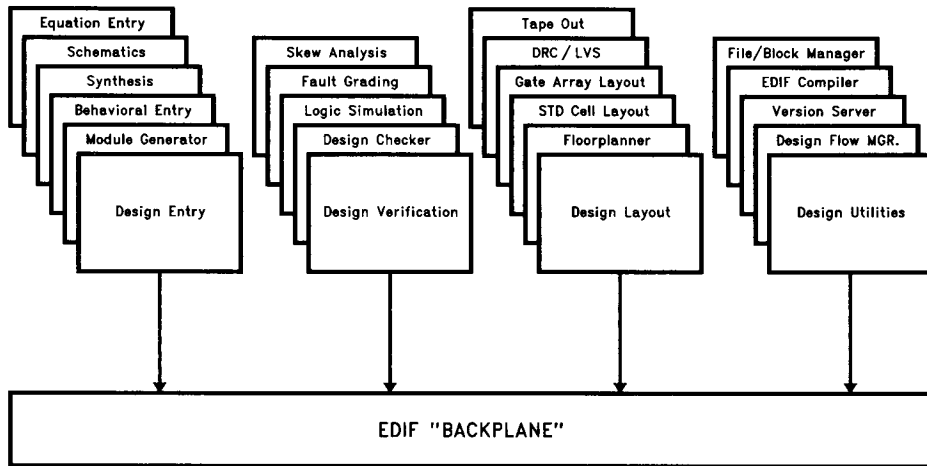 Equation Entry
Schematics
Synthesis
Behavioral Entry
Module Generator
Design Entry
Skew Analysis
Fault Grading
Logic Simulation
Design Checker
Design Verification
Tape Out
DRC / LVS
Gate Array Layout
STD Cell Layout
Floorplanner
Design Layout
File/Block Manager
EDIF Compiler
Version Server
Design Flow MGR.
Design Utilities
EDIF "BACKPLANE"